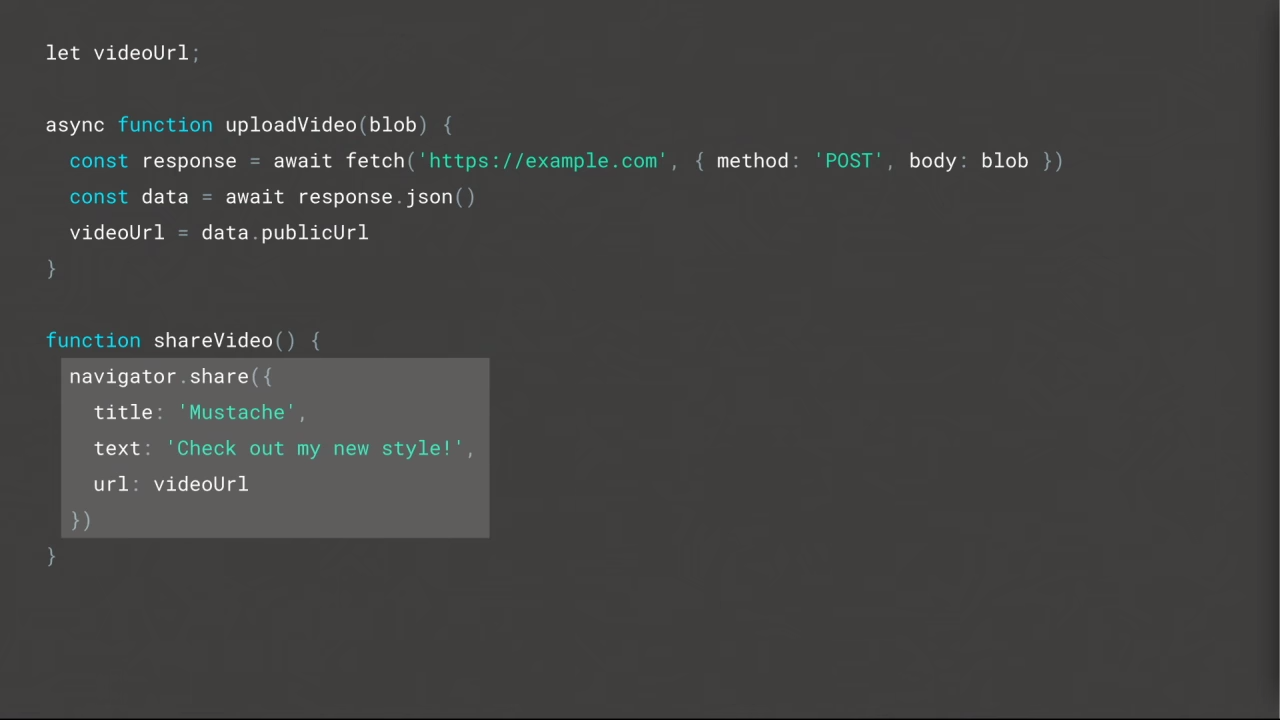 let videoUrl;
async function uploadVideo(blob) {
const response = await fetch('https://example.com', { method: 'POST', body: blob })
const data = await response.json()
videoUrl = data.publicUrl
}
function shareVideo() {
navigator.share({
title: 'Mustache',
text: 'Check out my new style!',
url: videoUrl
})
}